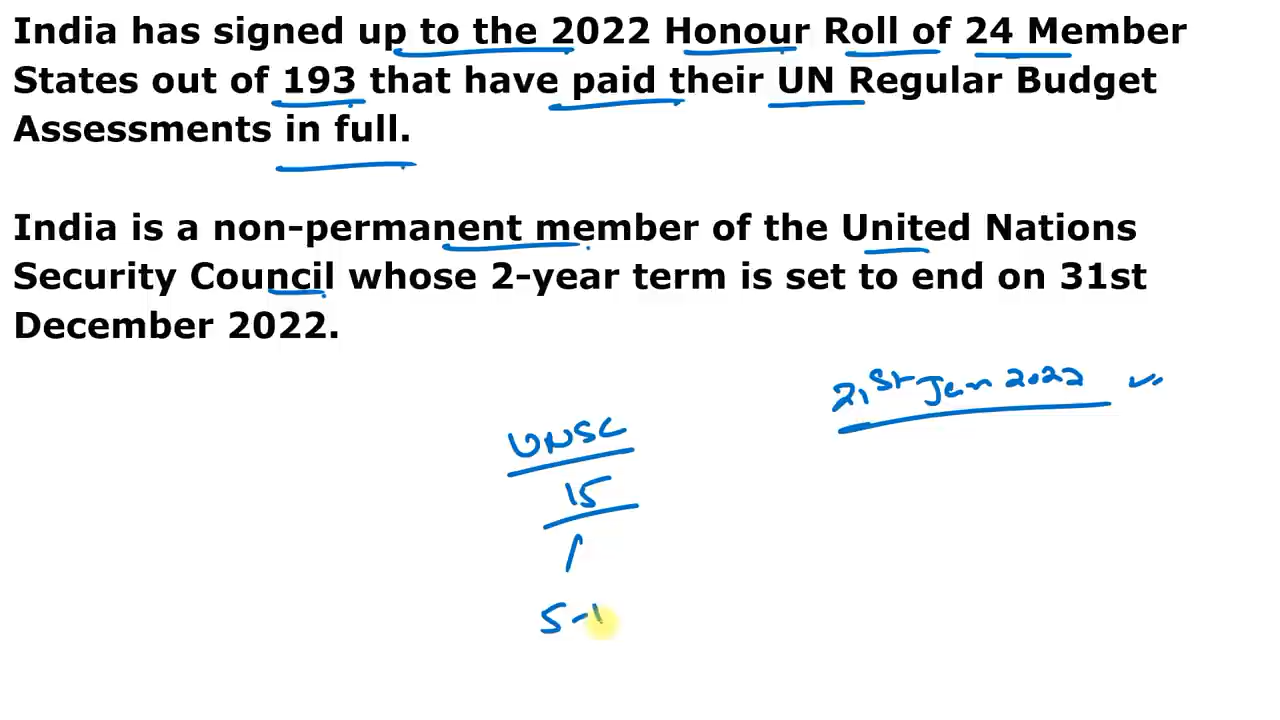 India has signed up to the 2022 Honour Roll of 24 Member
States out of 193 that have paid their UN Regular Budget
Assessments in full.
India is a non-permanent member of the United Nations
Security Council whose 2-year term is set to end on 31st
December 2022.
21st Jan 2022
UNSC
15
5-